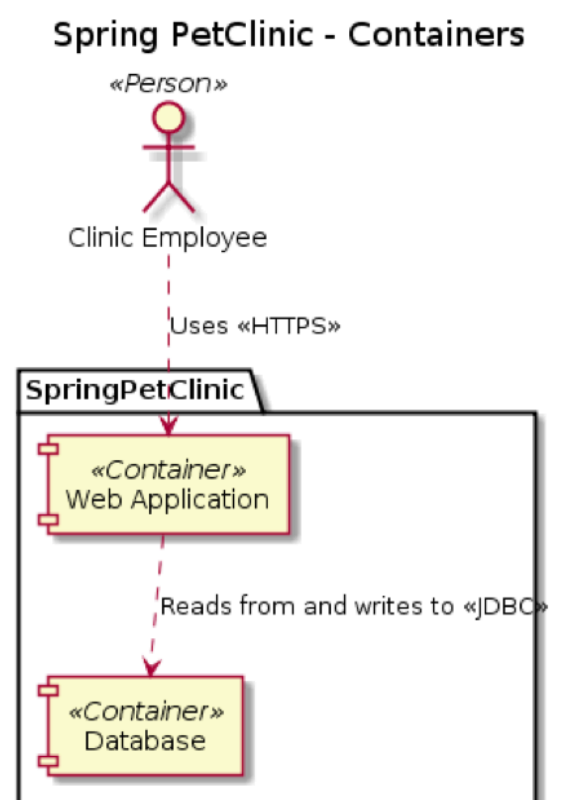 Spring PetClinic - Containers
«Person»
Clinic Employee
Uses «HTTPS»
SpringPetClinic
«Container»
Web Application
Reads from and writes to «JDBC»
«Container»
Database